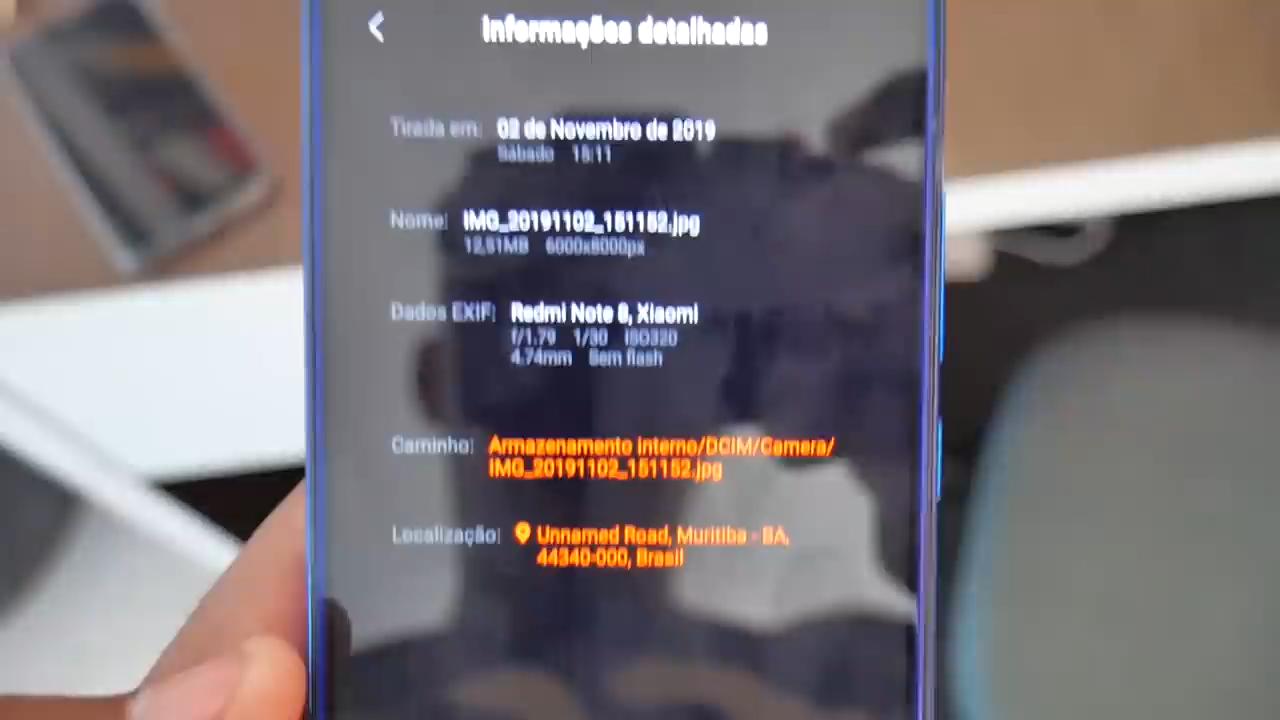 Informações detalhadas
Tirada em: 02 de Novembro de 2019
Sábado 15:11
Nome: IMG_20191102_151152.jpg
12,51MB 6000x8000px
Dados EXIF: Redmi Note 8, Xiaomi
f/1.79 1/30 ISO320
4.74mm Sem flash
Caminho: Armazenamento interno/DCIM/Camera/
IMG_20191102_151152.jpg
Localização: Unnamed Road, Muritiba - BA,
44340-000, Brasil